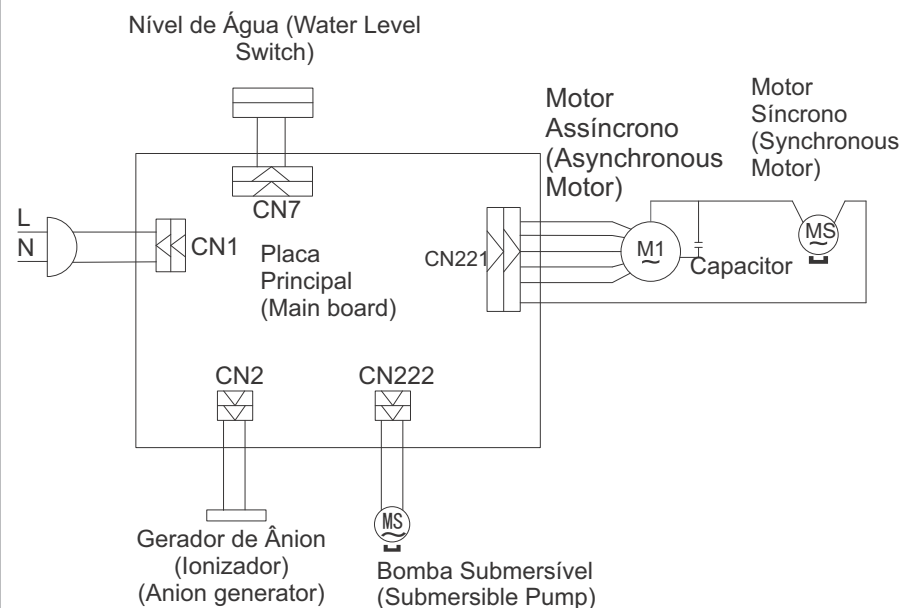 Nível de Água (Water Level
Switch)
CN7
L
N
CN1
Placa
Principal
(Main board)
CN221
Motor
Assíncrono
(Asynchronous
Motor)
M1
Capacitor
Motor
Síncrono
(Synchronous
Motor)
MS
CN2
CN222
Gerador de Ânion
(Ionizador)
(Anion generator)
MS
Bomba Submersível
(Submersible Pump)